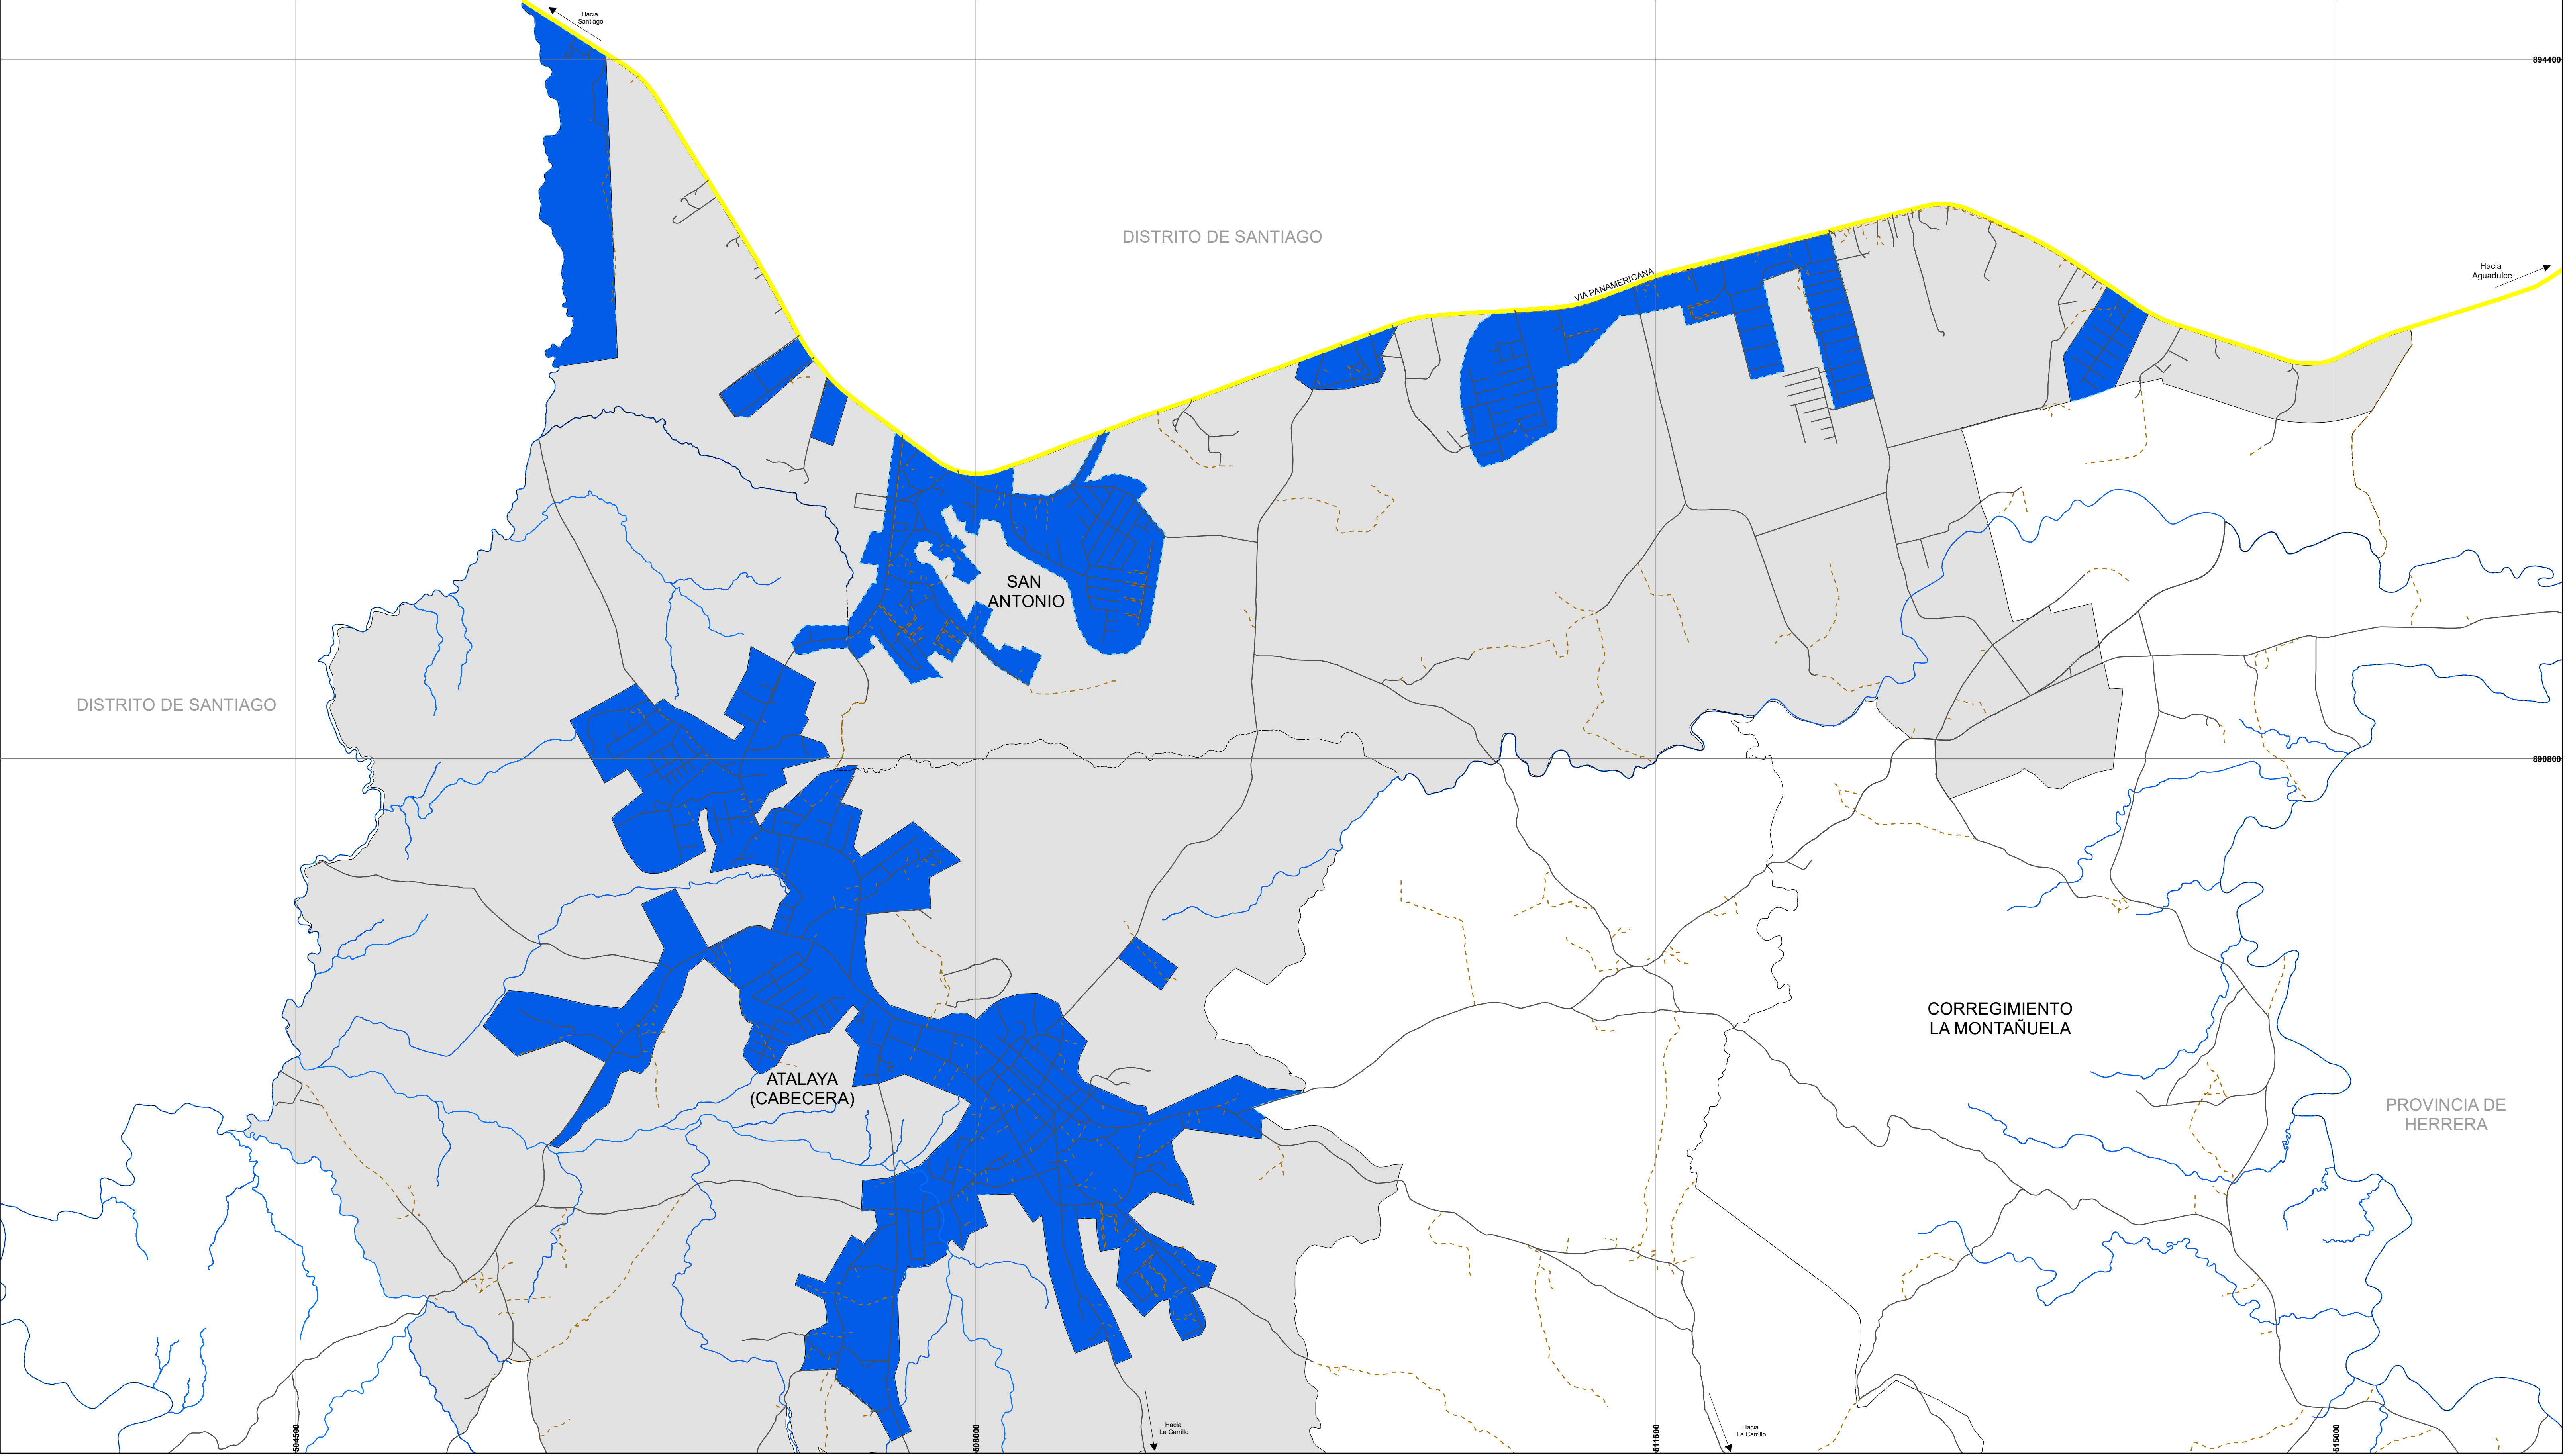 Hacia
Santiago
894400
DISTRITO DE SANTIAGO
VIA PANAMERICANA
Hacia
Aguadulce
SAN
ANTONIO
DISTRITO DE SANTIAGO
890800
CORREGIMIENTO
LA MONTAÑUELA
ATALAYA
(CABECERA)
PROVINCIA DE
HERRERA
Hacia
La Carrillo
Hacia
La Carrillo
504500
508000
511500
515000